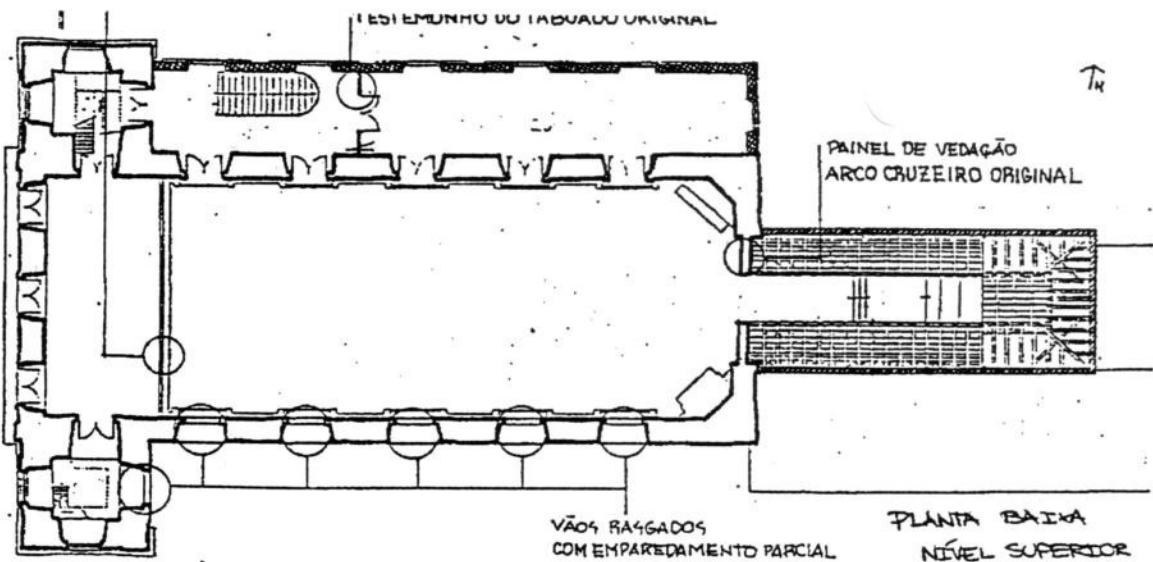 TESTEMUNHO DO TABUADO ORIGINAL
N
PAINEL DE VEDAÇÃO
ARCO CRUZEIRO ORIGINAL
VÃOS RASGADOS
COM EMPAREDAMENTO PARCIAL
PLANTA BAIXA
NÍVEL SUPERIOR